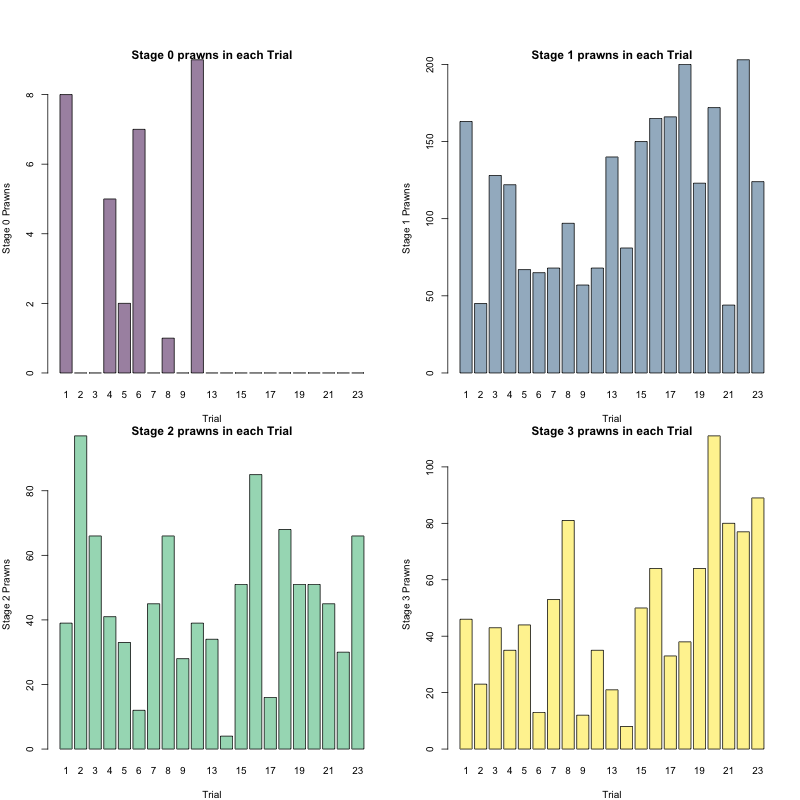 Stage 0 prawns in each Trial
Stage 0 Prawns
0 2 4 6 8
1 2 3 4 5 6 7 8 9 13 15 17 19 21 23
Trial
Stage 1 prawns in each Trial
Stage 1 Prawns
0 50 100 150 200
1 2 3 4 5 6 7 8 9 13 15 17 19 21 23
Trial
Stage 2 prawns in each Trial
Stage 2 Prawns
0 20 40 60 80
1 2 3 4 5 6 7 8 9 13 15 17 19 21 23
Trial
Stage 3 prawns in each Trial
Stage 3 Prawns
0 20 40 60 80 100
1 2 3 4 5 6 7 8 9 13 15 17 19 21 23
Trial